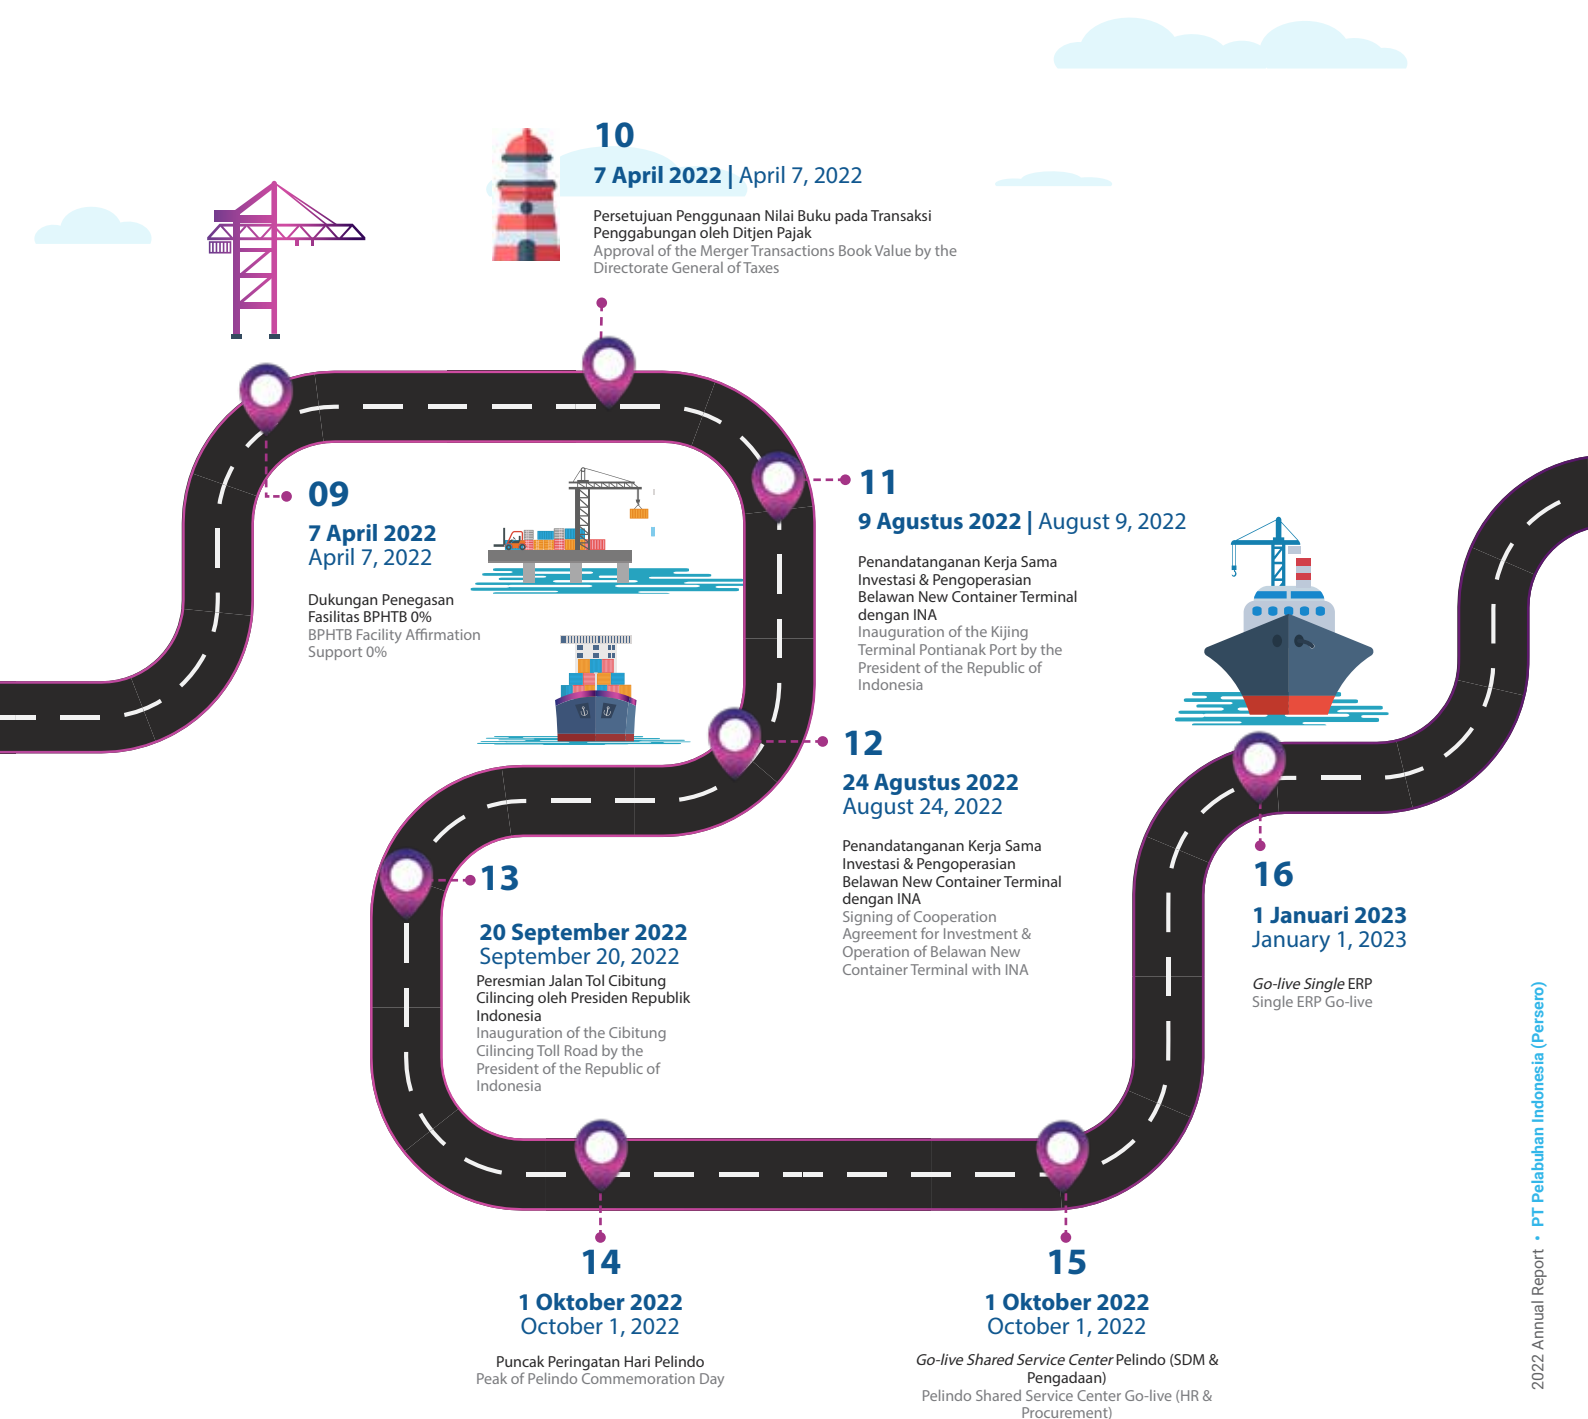 10
7 April 2022 | April 7, 2022
Persetujuan Penggunaan Nilai Buku pada Transaksi
Penggabungan oleh Ditjen Pajak
Approval of the Merger Transactions Book Value by the
Directorate General of Taxes
09
7 April 2022
April 7, 2022
Dukungan Penegasan
Fasilitas BPHTB 0%
BPHTB Facility Affirmation
Support 0%
11
9 Agustus 2022 | August 9, 2022
Penandatanganan Kerja Sama
Investasi & Pengoperasian
Belawan New Container Terminal
dengan INA
Inauguration of the Kijing
Terminal Pontianak Port by the
President of the Republic of
Indonesia
12
24 Agustus 2022
August 24, 2022
Penandatanganan Kerja Sama
Investasi & Pengoperasian
Belawan New Container Terminal
dengan INA
Signing of Cooperation
Agreement for Investment &
Operation of Belawan New
Container Terminal with INA
13
20 September 2022
September 20, 2022
Peresmian Jalan Tol Cibitung
Cilincing oleh Presiden Republik
Indonesia
Inauguration of the Cibitung
Cilincing Toll Road by the
President of the Republic of
Indonesia
14
1 Oktober 2022
October 1, 2022
Puncak Peringatan Hari Pelindo
Peak of Pelindo Commemoration Day
15
1 Oktober 2022
October 1, 2022
Go-live Shared Service Center Pelindo (SDM &
Pengadaan)
Pelindo Shared Service Center Go-live (HR &
Procurement)
16
1 Januari 2023
January 1, 2023
Go-live Single ERP
Single ERP Go-live
2022 Annual Report • PT Pelabuhan Indonesia (Persero)